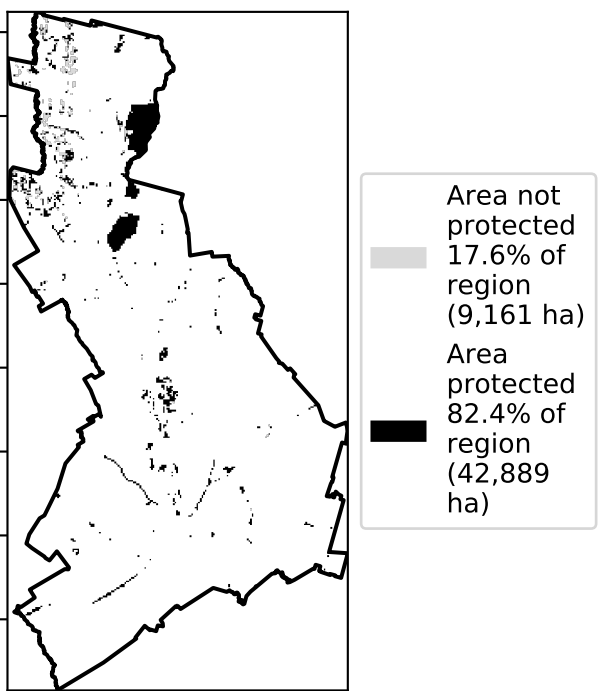 Area not
protected
17.6% of
region
(9,161 ha)
Area
protected
82.4% of
region
(42,889
ha)